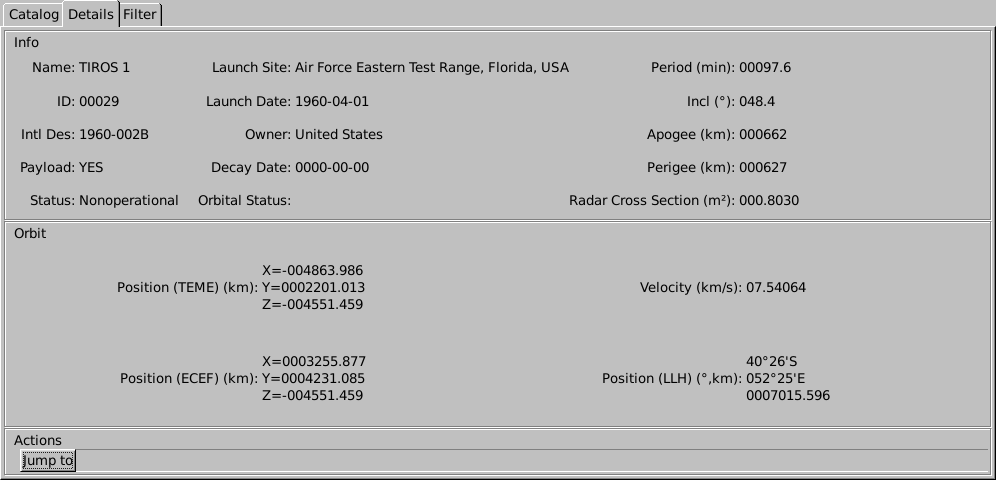 Catalog Details Filter
Info
Name: TIROS 1 Launch Site: Air Force Eastern Test Range, Florida, USA Period (min): 00097.6
ID: 00029 Launch Date: 1960-04-01 Incl (°): 048.4
Intl Des: 1960-002B Owner: United States Apogee (km): 000662
Payload: YES Decay Date: 0000-00-00 Perigee (km): 000627
Status: Nonoperational Orbital Status: Radar Cross Section (m²): 000.8030
Orbit
X=-004863.986
Position (TEME) (km): Y=0002201.013 Velocity (km/s): 07.54064
Z=-004551.459
X=0003255.877 40°26'S
Position (ECEF) (km): Y=0004231.085 Position (LLH) (°,km): 052°25'E
Z=-004551.459 0007015.596
Actions
Jump to